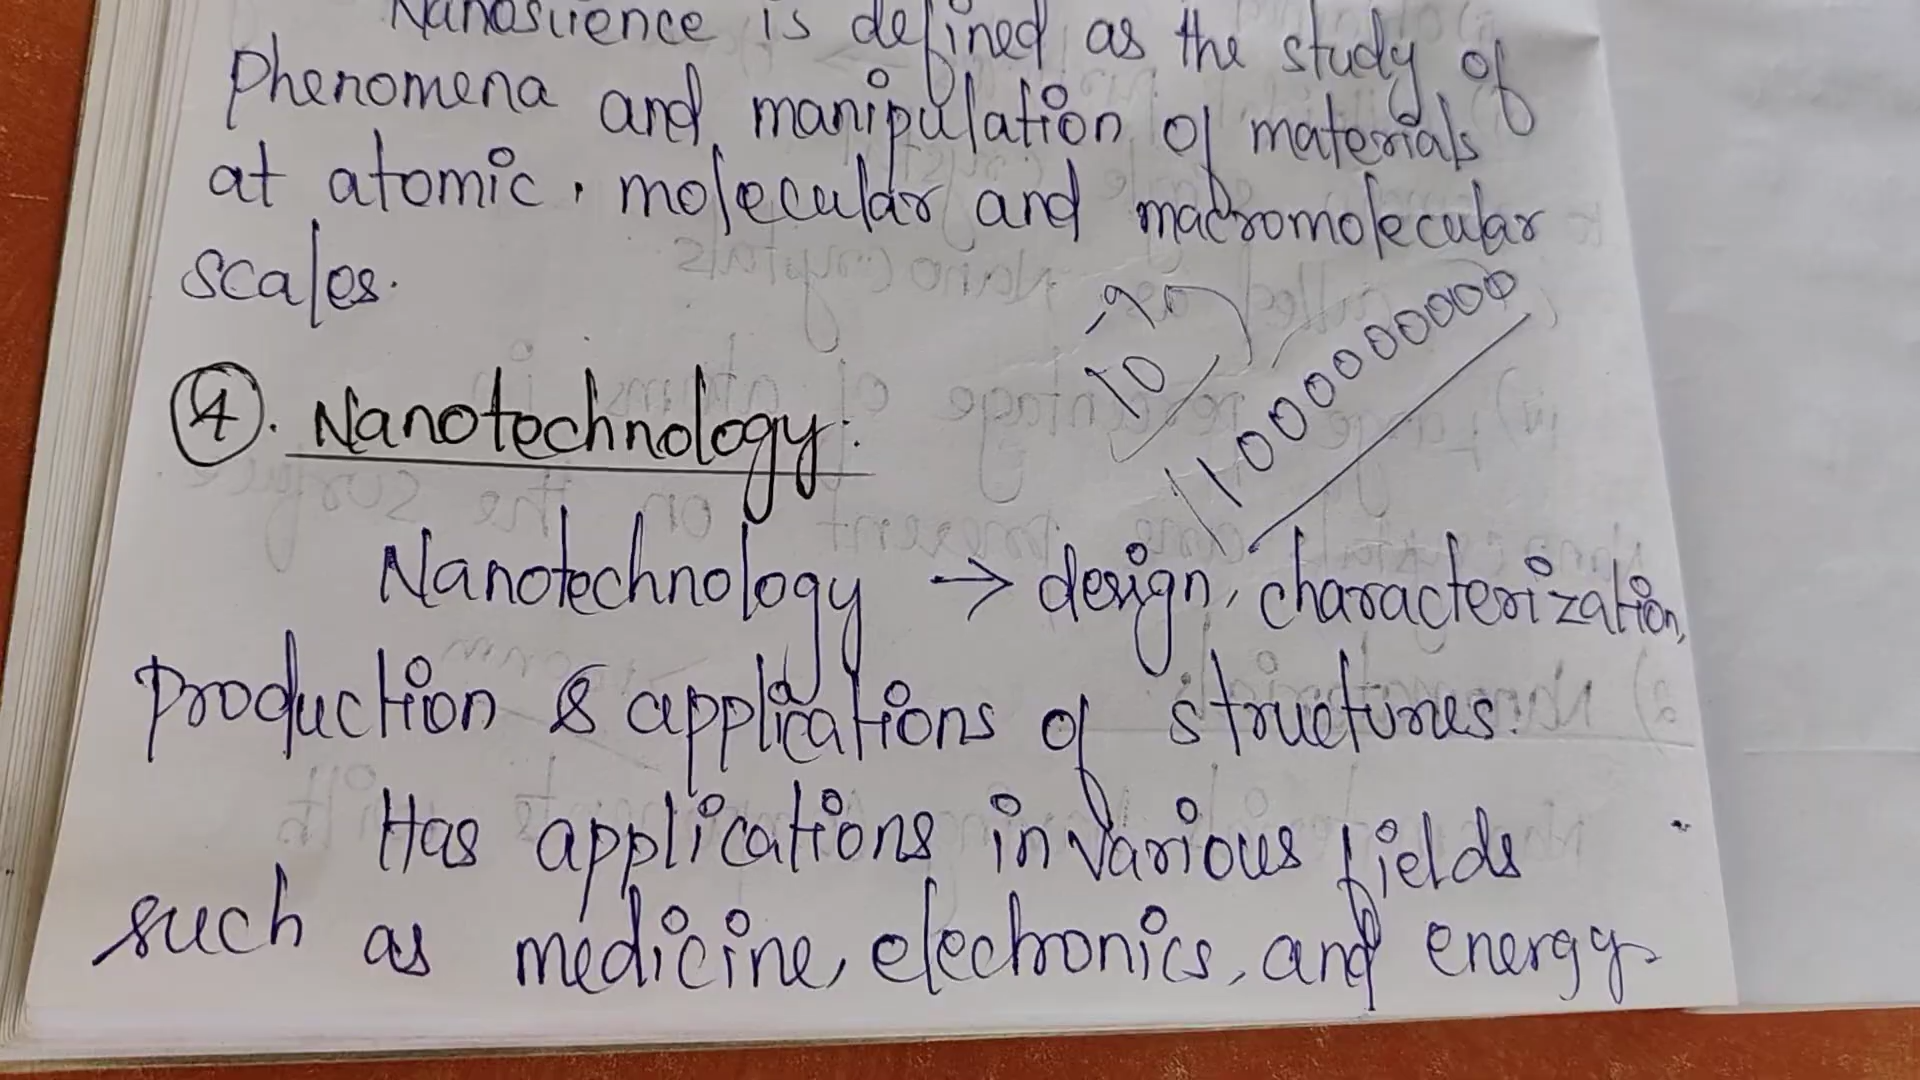 Nanoscience is defined as the study of
Phenomena and manipulation of materials
at atomic, molecular and macromolecular
scales.
10⁻⁹
④. Nanotechnology:
Nanotechnology → design, characterization,
Production & applications of structures.
Has applications in various fields
such as medicine, electronics, and energy.